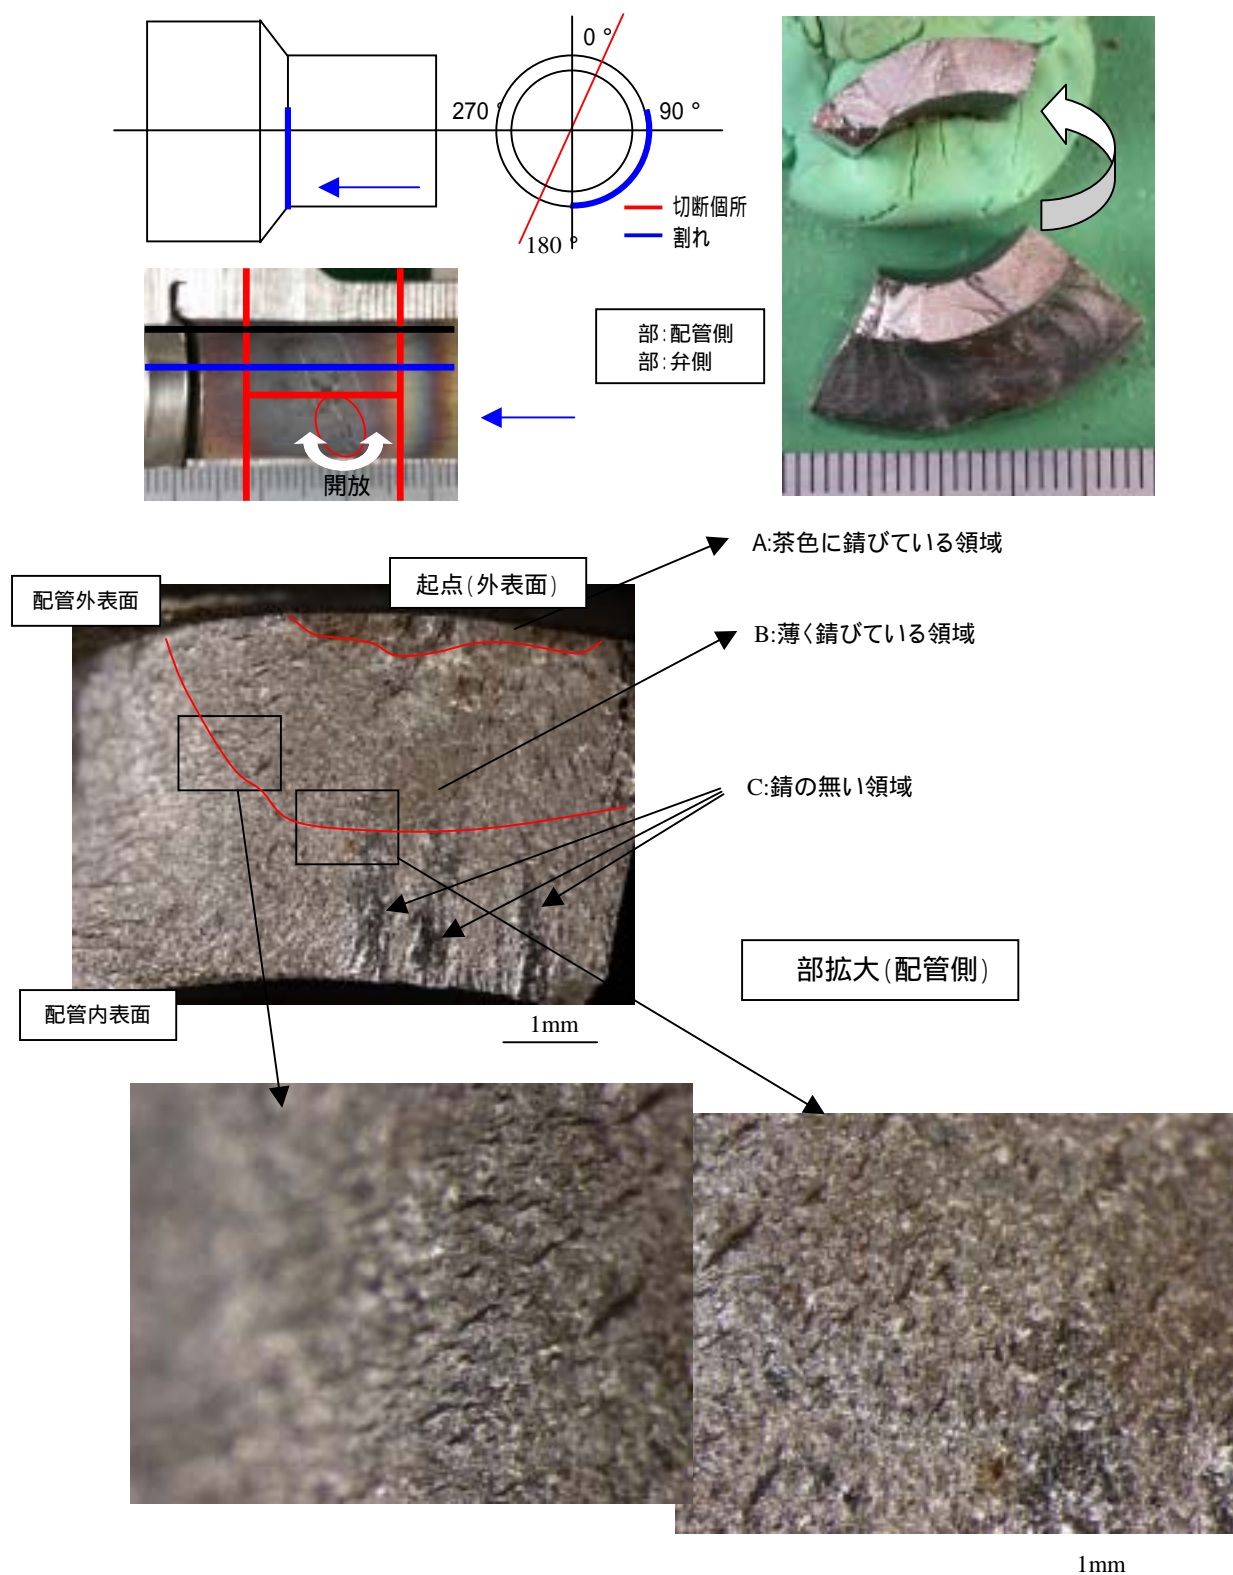 0 °
270 °
90 °
180 °
切断個所
割れ
部:配管側
部:弁側
開放
A:茶色に錆びている領域
起点(外表面)
配管外表面
B:薄く錆びている領域
C:錆の無い領域
部拡大(配管側)
配管内表面
1mm
1mm